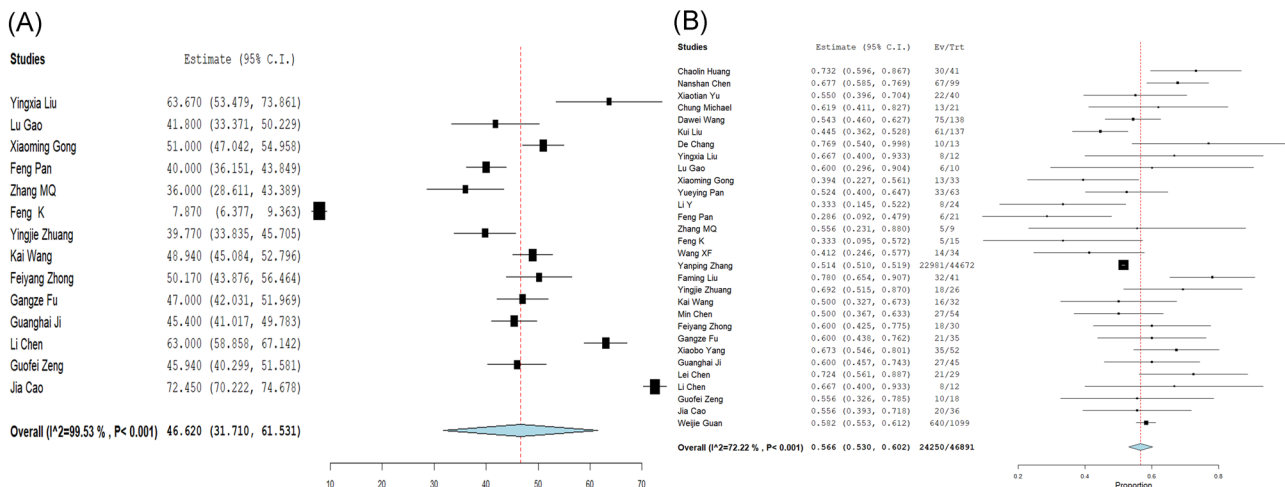 (A)
Studies Estimate (95% C.I.)
Yingxia Liu 63.670 (53.479, 73.861)
Lu Gao 41.800 (33.371, 50.229)
Xiaoming Gong 51.000 (47.042, 54.958)
Feng Pan 40.000 (36.151, 43.849)
Zhang MQ 36.000 (28.611, 43.389)
Feng K 7.870 (6.377, 9.363)
Yingjie Zhuang 39.770 (33.835, 45.705)
Kai Wang 48.940 (45.084, 52.796)
Feiyang Zhong 50.170 (43.876, 56.464)
Gangze Fu 47.000 (42.031, 51.969)
Guanghai Ji 45.400 (41.017, 49.783)
Li Chen 63.000 (58.858, 67.142)
Guofei Zeng 45.940 (40.299, 51.581)
Jia Cao 72.450 (70.222, 74.678)
Overall (I^2=99.53 % , P< 0.001) 46.620 (31.710, 61.531)
10 20 30 40 50 60 70
(B)
Studies Estimate (95% C.I.) Ev/Trt
Chaolin Huang 0.732 (0.596, 0.867) 30/41
Nanshan Chen 0.677 (0.585, 0.769) 67/99
Xiaotian Yu 0.550 (0.396, 0.704) 22/40
Chung Michael 0.619 (0.411, 0.827) 13/21
Dawei Wang 0.543 (0.460, 0.627) 75/138
Kui Liu 0.445 (0.362, 0.528) 61/137
De Chang 0.769 (0.540, 0.998) 10/13
Yingxia Liu 0.667 (0.400, 0.933) 8/12
Lu Gao 0.600 (0.296, 0.904) 6/10
Xiaoming Gong 0.394 (0.227, 0.561) 13/33
Yueying Pan 0.524 (0.400, 0.647) 33/63
Li Y 0.333 (0.145, 0.522) 8/24
Feng Pan 0.286 (0.092, 0.479) 6/21
Zhang MQ 0.556 (0.231, 0.880) 5/9
Feng K 0.333 (0.095, 0.572) 5/15
Wang XF 0.412 (0.246, 0.577) 14/34
Yanping Zhang 0.514 (0.510, 0.519) 22981/44672
Faming Liu 0.780 (0.654, 0.907) 32/41
Yingjie Zhuang 0.692 (0.515, 0.870) 18/26
Kai Wang 0.500 (0.327, 0.673) 16/32
Min Chen 0.500 (0.367, 0.633) 27/54
Feiyang Zhong 0.600 (0.425, 0.775) 18/30
Gangze Fu 0.600 (0.438, 0.762) 21/35
Xiaobo Yang 0.673 (0.546, 0.801) 35/52
Guanghai Ji 0.600 (0.457, 0.743) 27/45
Lei Chen 0.724 (0.561, 0.887) 21/29
Li Chen 0.667 (0.400, 0.933) 8/12
Guofei Zeng 0.556 (0.326, 0.785) 10/18
Jia Cao 0.556 (0.393, 0.718) 20/36
Weijie Guan 0.582 (0.553, 0.612) 640/1099
Overall (I^2=72.22 % , P< 0.001) 0.566 (0.530, 0.602) 24250/46891
0.2 0.4 0.6 0.8
Proportion